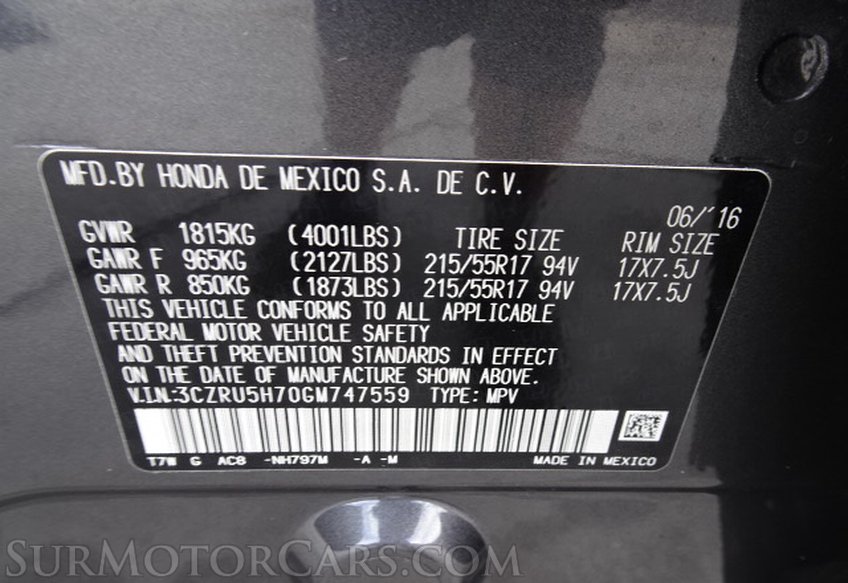 MFD.BY HONDA DE MEXICO S.A. DE C.V.
06/'16
GVWR 1815KG (4001LBS) TIRE SIZE RIM SIZE
GAWR F 965KG (2127LBS) 215/55R17 94V 17X7.5J
GAWR R 850KG (1873LBS) 215/55R17 94V 17X7.5J
THIS VEHICLE CONFORMS TO ALL APPLICABLE
FEDERAL MOTOR VEHICLE SAFETY
AND THEFT PREVENTION STANDARDS IN EFFECT
ON THE DATE OF MANUFACTURE SHOWN ABOVE.
V.I.N:3CZRU5H70GM747559 TYPE: MPV
T7W G AC8 -NH797M -A -M MADE IN MEXICO
SURMOTORCARS.COM